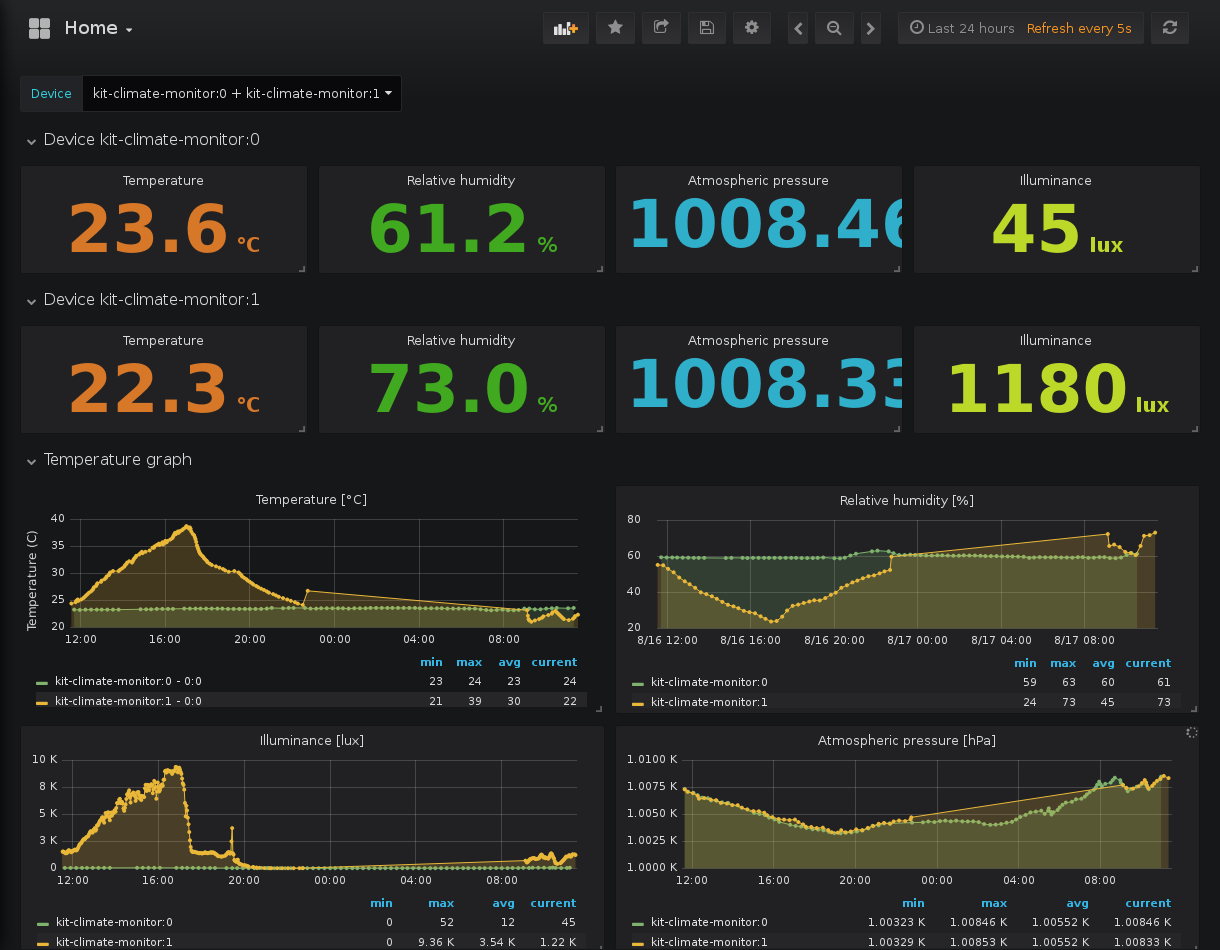 Home
Last 24 hours Refresh every 5s
Device kit-climate-monitor:0 + kit-climate-monitor:1
Device kit-climate-monitor:0
Temperature Relative humidity Atmospheric pressure Illuminance
23.6 °C 61.2 % 1008.46 45 lux
Device kit-climate-monitor:1
Temperature Relative humidity Atmospheric pressure Illuminance
22.3 °C 73.0 % 1008.33 1180 lux
Temperature graph
Temperature [°C]
Temperature (C)
40
35
30
25
20
12:00 16:00 20:00 00:00 04:00 08:00
min max avg current
kit-climate-monitor:0 - 0:0 23 24 23 24
kit-climate-monitor:1 - 0:0 21 39 30 22
Relative humidity [%]
80
60
40
20
8/16 12:00 8/16 16:00 8/16 20:00 8/17 00:00 8/17 04:00 8/17 08:00
min max avg current
kit-climate-monitor:0 59 63 60 61
kit-climate-monitor:1 24 73 45 73
Illuminance [lux]
10 K
8 K
5 K
3 K
0
12:00 16:00 20:00 00:00 04:00 08:00
min max avg current
kit-climate-monitor:0 0 52 12 45
kit-climate-monitor:1 0 9.36 K 3.54 K 1.22 K
Atmospheric pressure [hPa]
1.0100 K
1.0075 K
1.0050 K
1.0025 K
1.0000 K
12:00 16:00 20:00 00:00 04:00 08:00
min max avg current
kit-climate-monitor:0 1.00323 K 1.00846 K 1.00552 K 1.00846 K
kit-climate-monitor:1 1.00329 K 1.00853 K 1.00552 K 1.00833 K